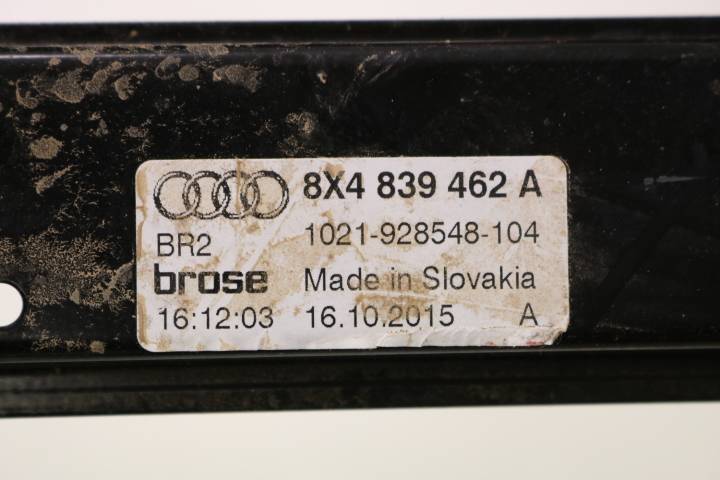 8X4 839 462 A
BR2 1021-928548-104
brose Made in Slovakia
16:12:03 16.10.2015 A